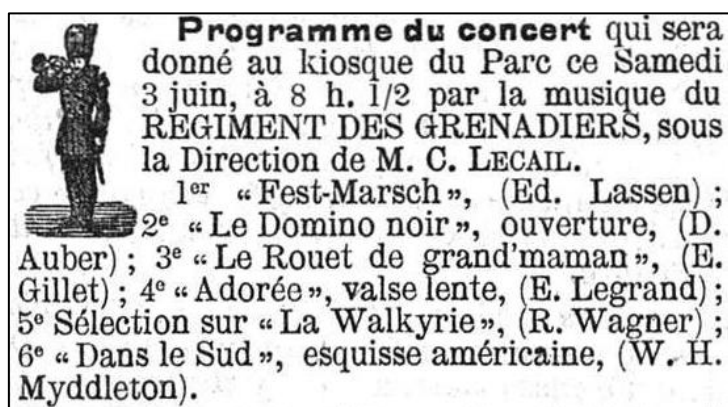 Programme du concert qui sera
donné au kiosque du Parc ce Samedi
3 juin, à 8 h. 1/2 par la musique du
REGIMENT DES GRENADIERS, sous
la Direction de M. C. LECAIL.
1er « Fest-Marsch », (Ed. Lassen) ;
2e « Le Domino noir », ouverture, (D.
Auber) ; 3e « Le Rouet de grand'maman », (E.
Gillet) ; 4e « Adorée », valse lente, (E. Legrand) ;
5e Sélection sur « La Walkyrie », (R. Wagner) ;
6e « Dans le Sud », esquisse américaine, (W. H.
Myddleton).